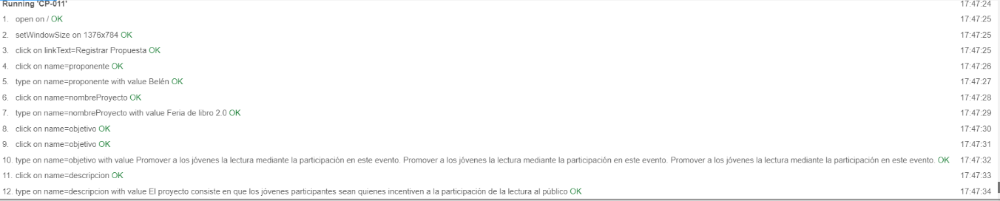 Running 'CP-011' 17:47:24
1. open on / OK 17:47:25
2. setWindowSize on 1376x784 OK 17:47:25
3. click on linkText=Registrar Propuesta OK 17:47:25
4. click on name=proponente OK 17:47:26
5. type on name=proponente with value Belén OK 17:47:27
6. click on name=nombreProyecto OK 17:47:28
7. type on name=nombreProyecto with value Feria de libro 2.0 OK 17:47:29
8. click on name=objetivo OK 17:47:30
9. click on name=objetivo OK 17:47:31
10. type on name=objetivo with value Promover a los jóvenes la lectura mediante la participación en este evento. Promover a los jóvenes la lectura mediante la participación en este evento. Promover a los jóvenes la lectura mediante la participación en este evento. OK 17:47:32
11. click on name=descripcion OK 17:47:33
12. type on name=descripcion with value El proyecto consiste en que los jóvenes participantes sean quienes incentiven a la participación de la lectura al público OK 17:47:34